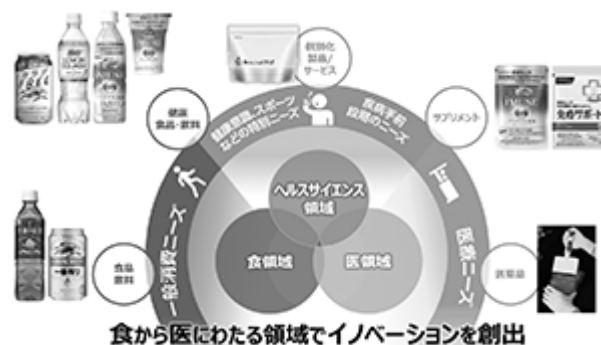 個別化
製品/
サービス
健康
食品・飲料
健康意識、スポーツ
などの特別ニーズ
疾病手前
段階のニーズ
サプリメント
ヘルスサイエンス
領域
一般消費ニーズ
食領域
医領域
医療ニーズ
食品
飲料
医薬品
食から医にわたる領域でイノベーションを創出